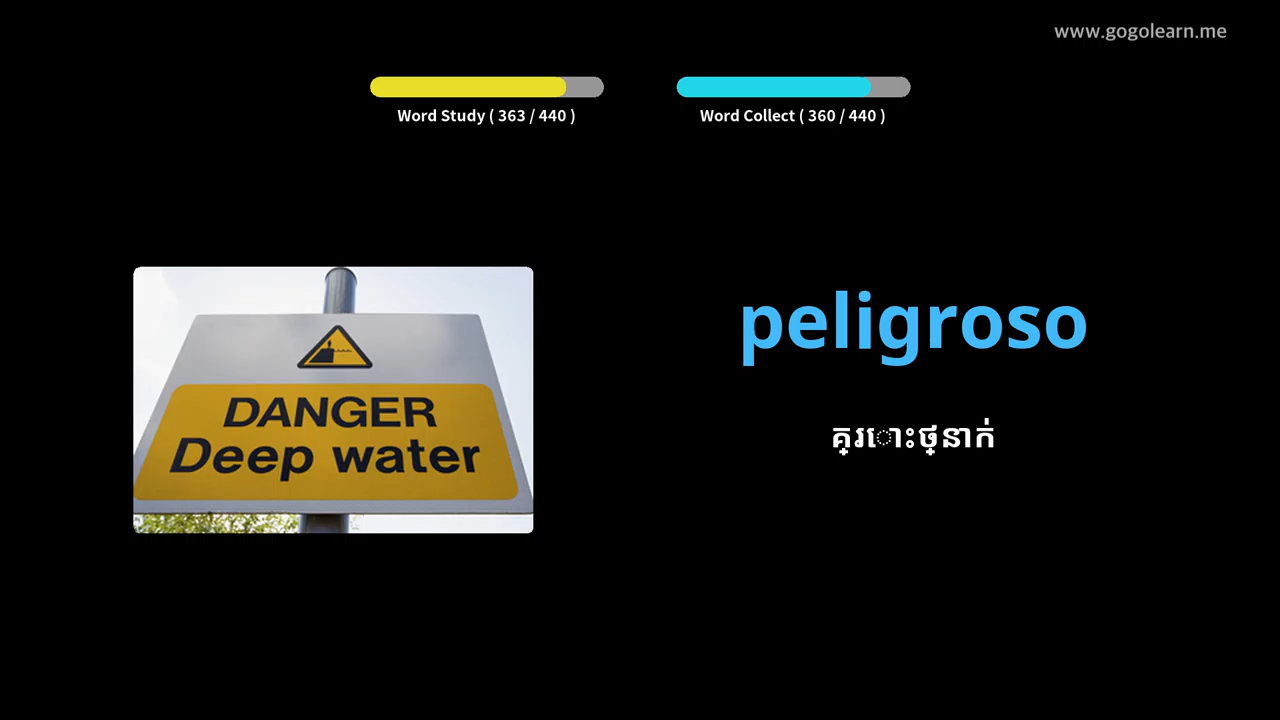 www.gogolearn.me
Word Study ( 363 / 440 )
Word Collect ( 360 / 440 )
DANGER
Deep water
peligroso
គ្រោះថ្នាក់